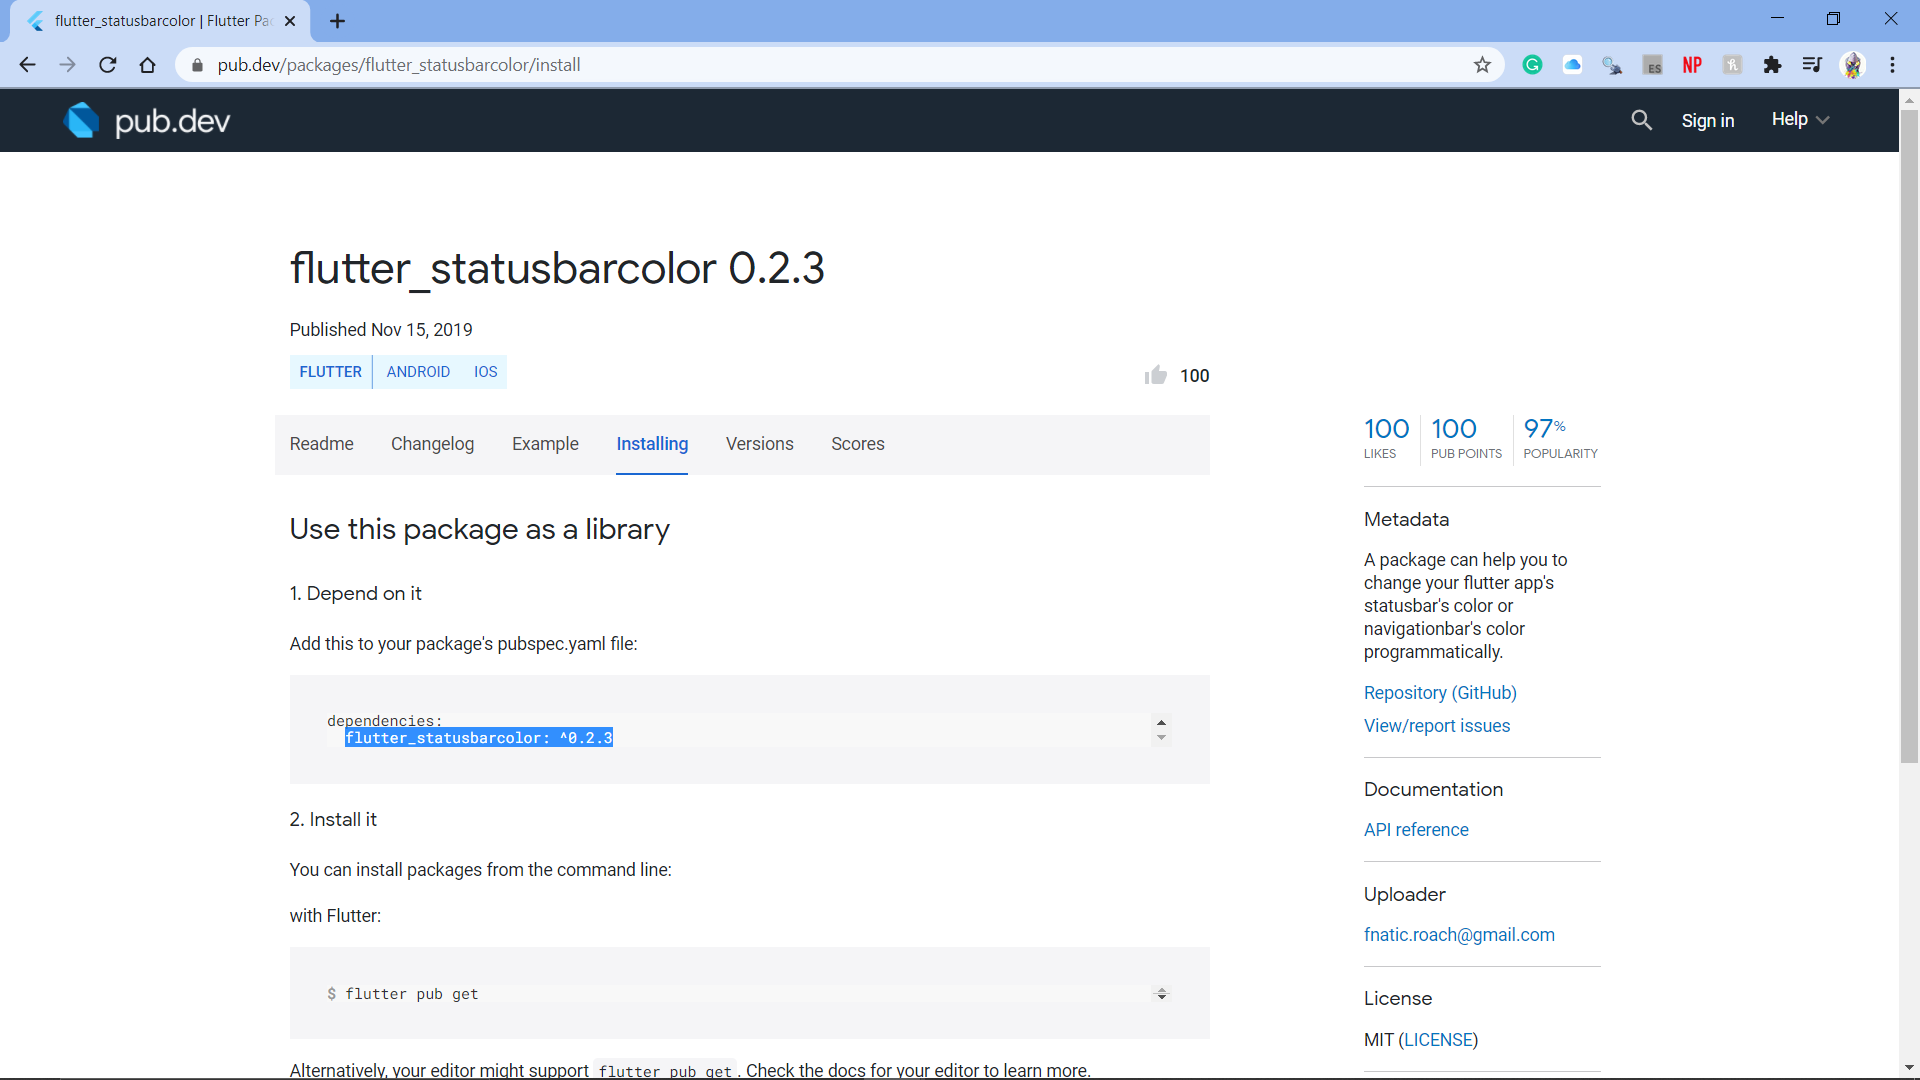 flutter_statusbarcolor | Flutter Pac
pub.dev/packages/flutter_statusbarcolor/install
ES
NP
pub.dev
Sign in
Help
flutter_statusbarcolor 0.2.3
Published Nov 15, 2019
FLUTTER ANDROID IOS
100
Readme Changelog Example Installing Versions Scores
100 LIKES
100 PUB POINTS
97% POPULARITY
Use this package as a library
1. Depend on it
Add this to your package's pubspec.yaml file:
dependencies:
flutter_statusbarcolor: ^0.2.3
2. Install it
You can install packages from the command line:
with Flutter:
$ flutter pub get
Alternatively, your editor might support flutter pub get. Check the docs for your editor to learn more.
Metadata
A package can help you to
change your flutter app's
statusbar's color or
navigationbar's color
programmatically.
Repository (GitHub)
View/report issues
Documentation
API reference
Uploader
fnatic.roach@gmail.com
License
MIT (LICENSE)